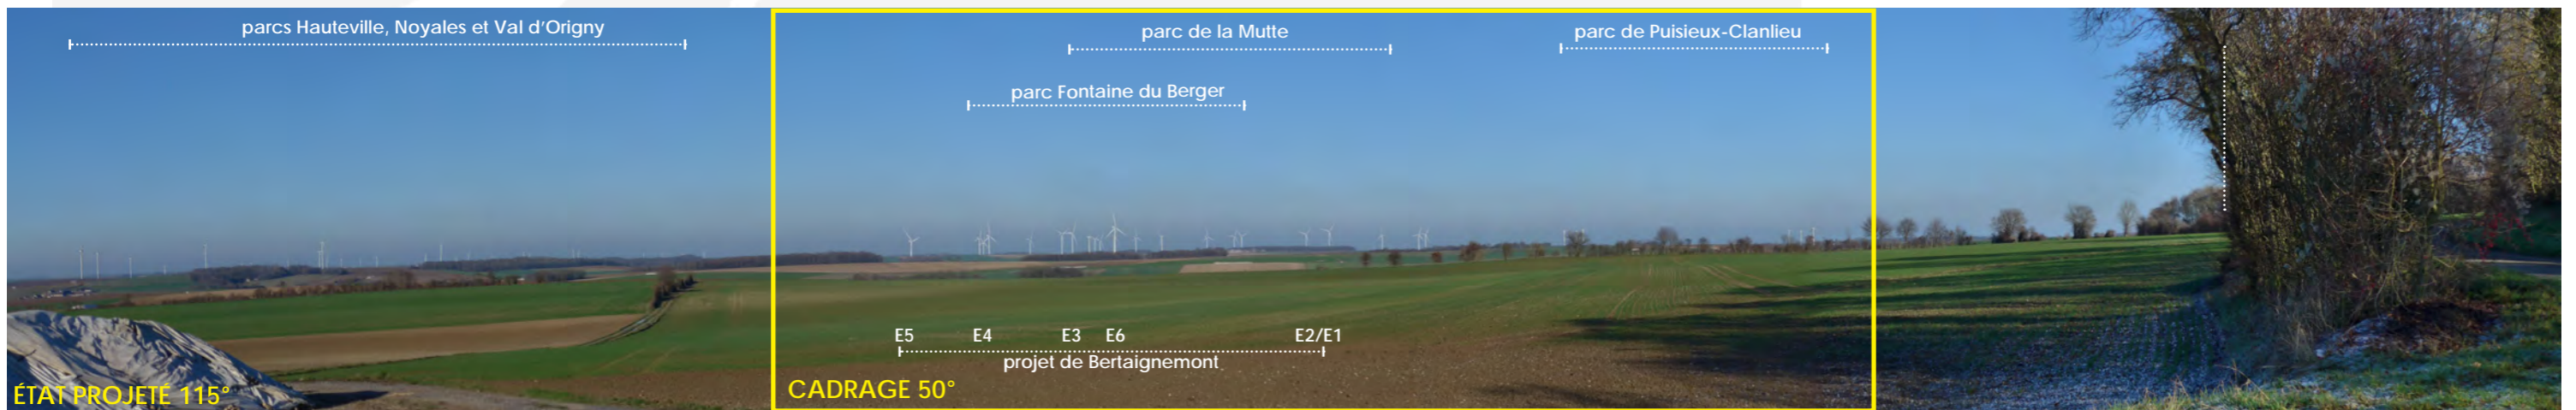 parcs Hauteville, Noyales et Val d'Origny
parc de la Mutte
parc de Puisieux-Clanlieu
parc Fontaine du Berger
E5 E4 E3 E6 E2/E1
projet de Bertaignemont
ÉTAT PROJETÉ 115°
CADRAGE 50°